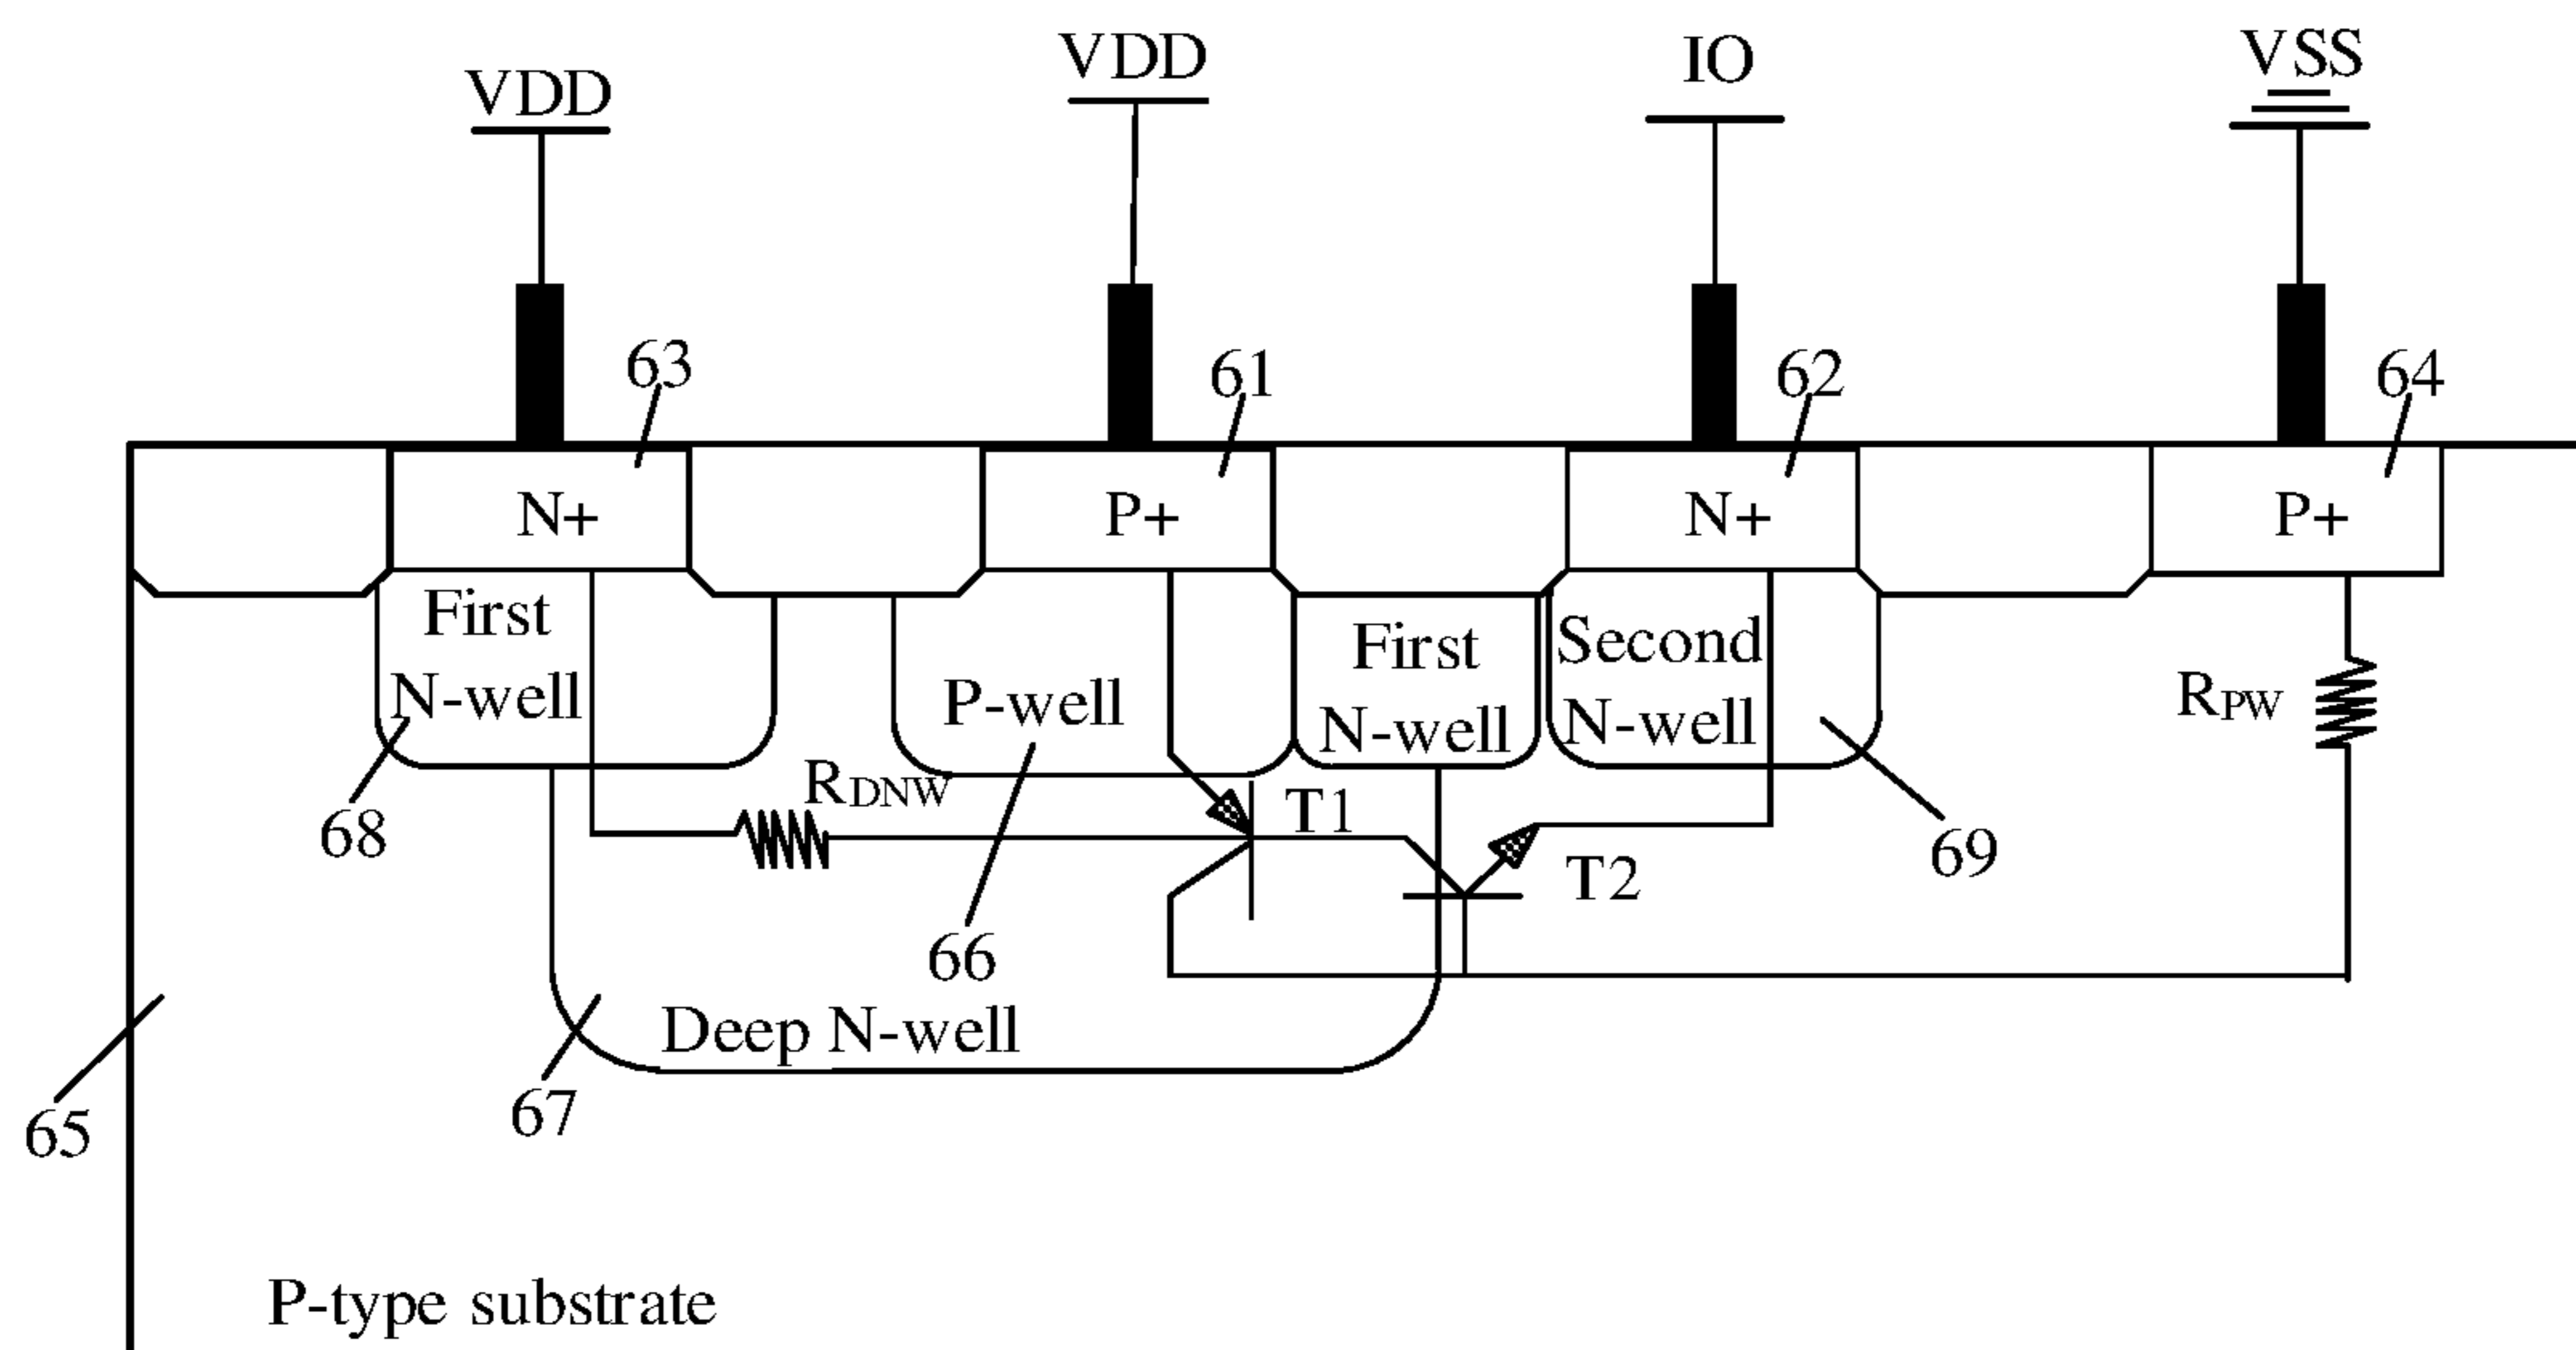 VDD
VDD
IO
VSS
63
61
62
64
N+
P+
N+
P+
First
N-well
P-well
First
N-well
Second
N-well
RPW
RDNW
T1
T2
68
66
69
Deep N-well
67
65
P-type substrate